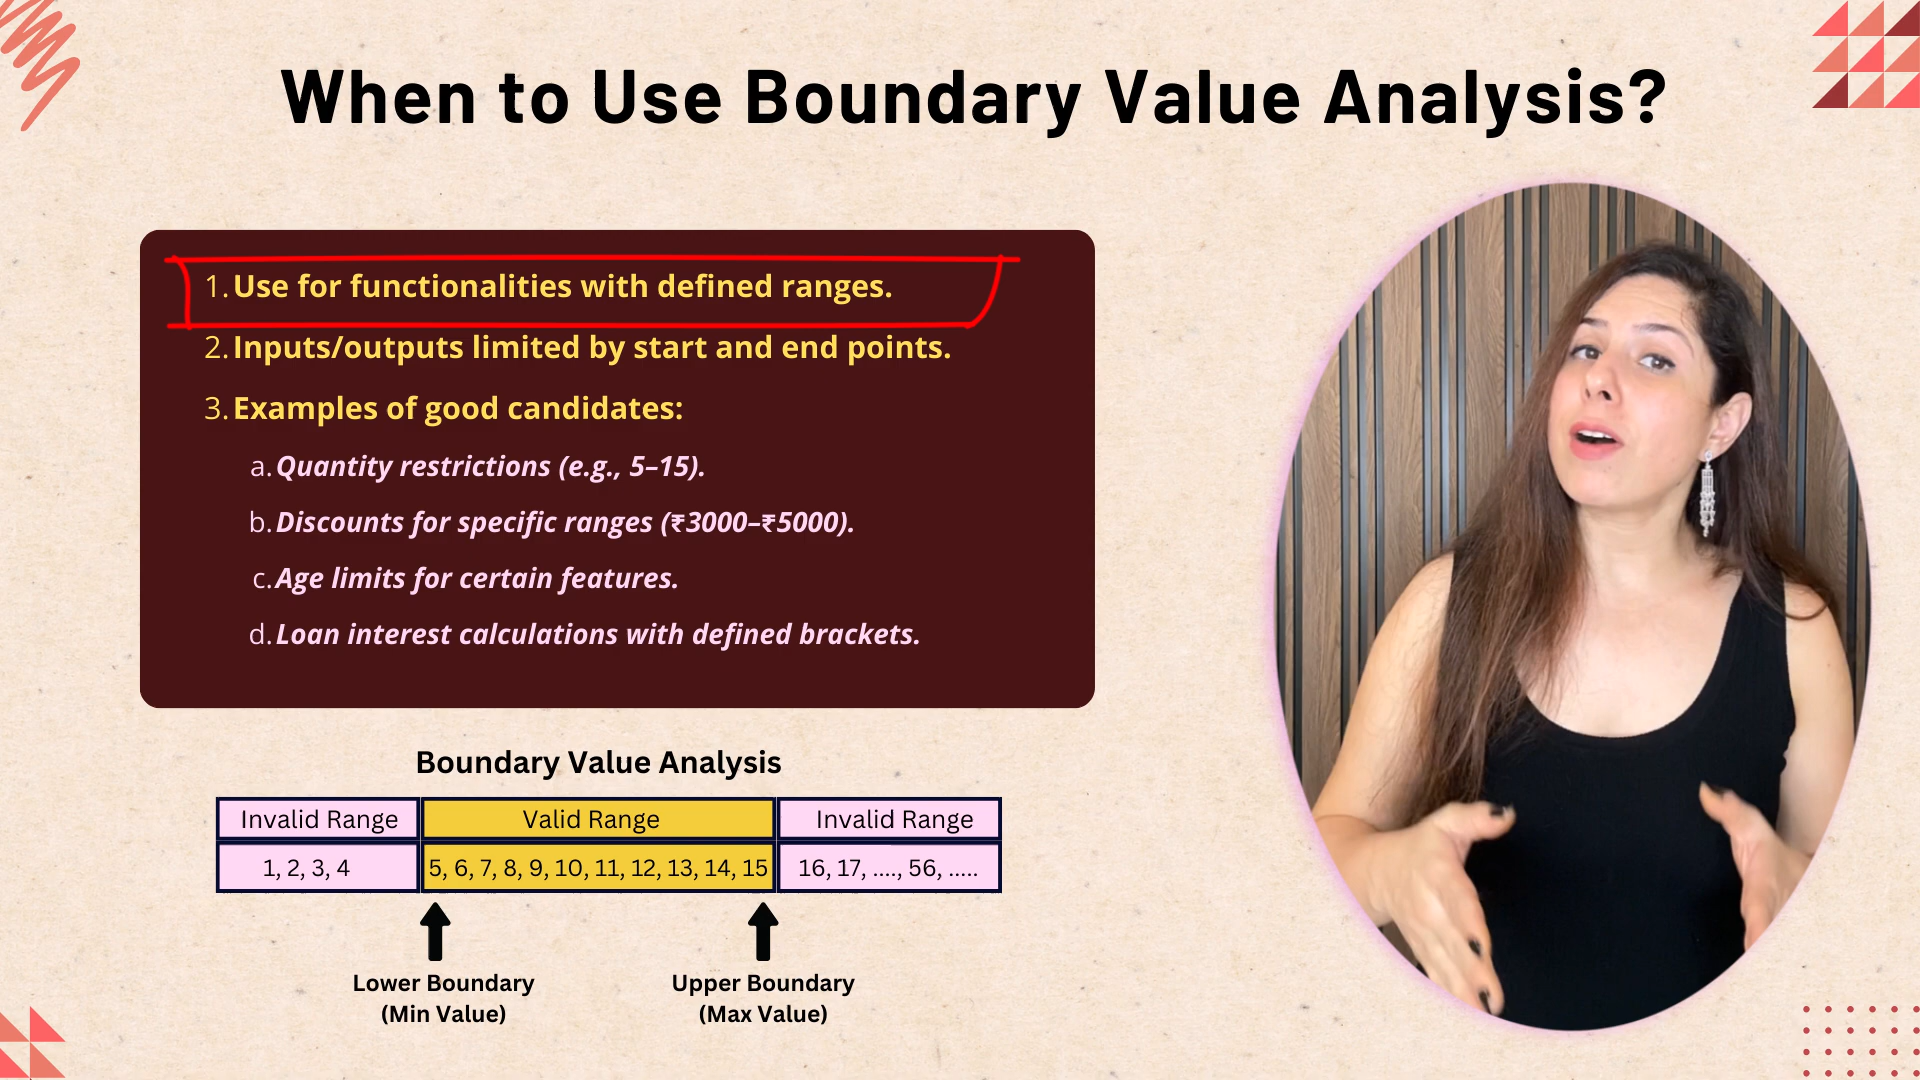 When to Use Boundary Value Analysis?
1. Use for functionalities with defined ranges.
2. Inputs/outputs limited by start and end points.
3. Examples of good candidates:
a. Quantity restrictions (e.g., 5–15).
b. Discounts for specific ranges (₹3000–₹5000).
c. Age limits for certain features.
d. Loan interest calculations with defined brackets.
Boundary Value Analysis
Invalid Range Valid Range Invalid Range
1, 2, 3, 4 5, 6, 7, 8, 9, 10, 11, 12, 13, 14, 15 16, 17, ...., 56, .....
Lower Boundary Upper Boundary
(Min Value) (Max Value)